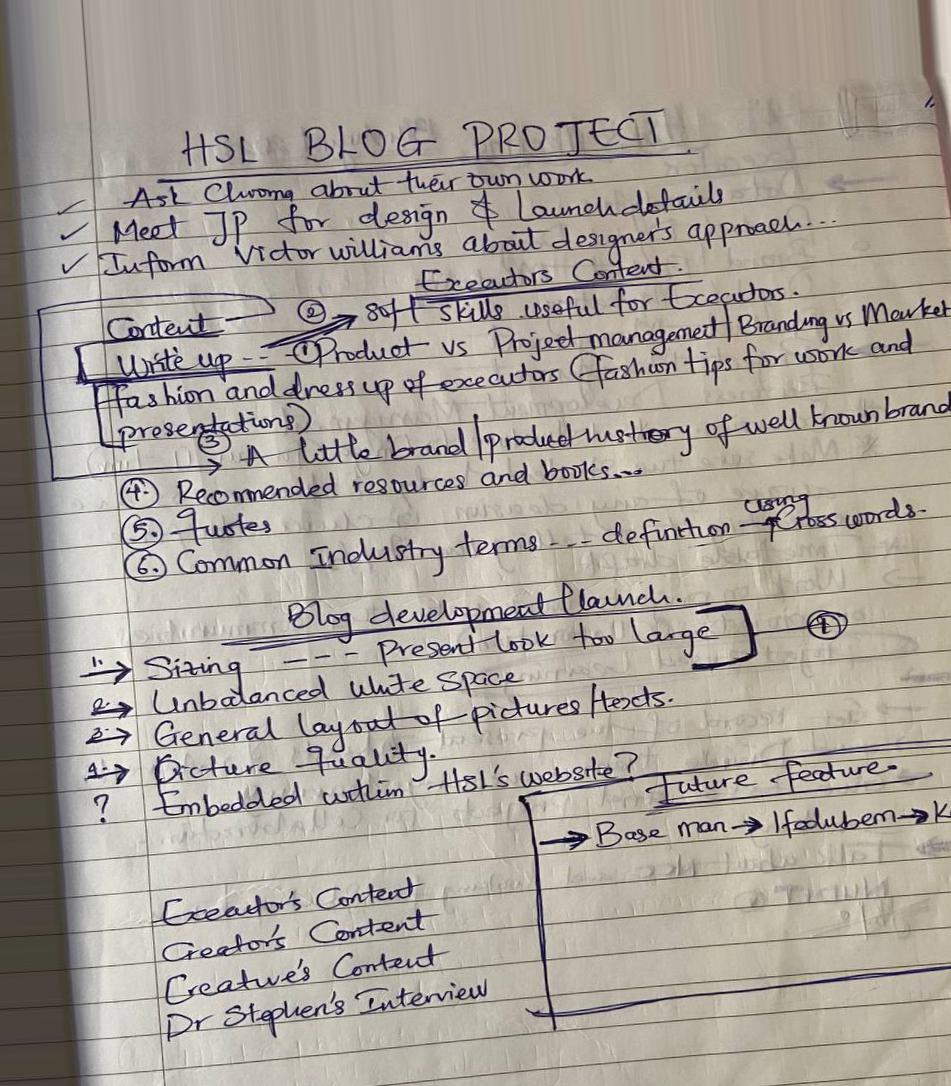 HSL BLOG PROJECT
✓ Ask Chuoma about their own work
✓ Meet JP for design & Launch details
✓ Inform Victor williams about designer's approach...
Executors Content.
Content ② → soft skills useful for Executors.
Write up -- ① Product vs Project management/Branding vs Market
fashion and dress up of executors (fashion tips for work and
presentations)
③ → A little brand/product history of well known brand
④ Recommended resources and books...
⑤ Quotes
⑥ Common Industry terms --- definition → using Cross words.
Blog development & launch.
1. → Sizing --- Present look too large ] — ①
2. → Unbalanced White Space
3. → General layout of pictures/texts.
4. → Picture Quality.
? Embedded within HSL's website?
Future feature
→ Base man → Ifedubem → K
Executor's Content
Creator's Content
Creative's Content
Dr Stephen's Interview